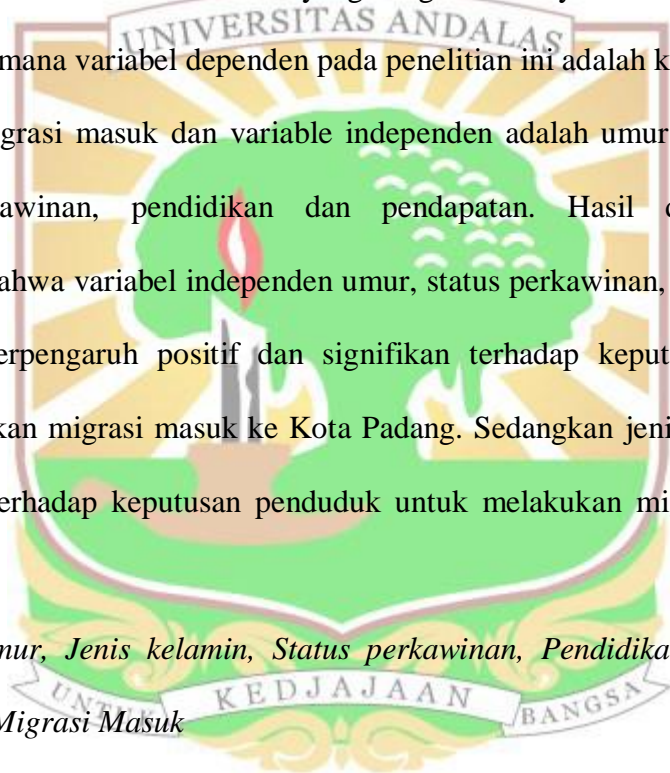 UNIVERSITAS ANDALAS
mana variabel dependen pada penelitian ini adalah k
grasi masuk dan variable independen adalah umur
awinan, pendidikan dan pendapatan. Hasil
ahwa variabel independen umur, status perkawinan,
erpengaruh positif dan signifikan terhadap keput
kan migrasi masuk ke Kota Padang. Sedangkan jeni
erhadap keputusan penduduk untuk melakukan mi
mur, Jenis kelamin, Status perkawinan, Pendidika
UNTUK KEDJAJAAN BANGSA
Migrasi Masuk